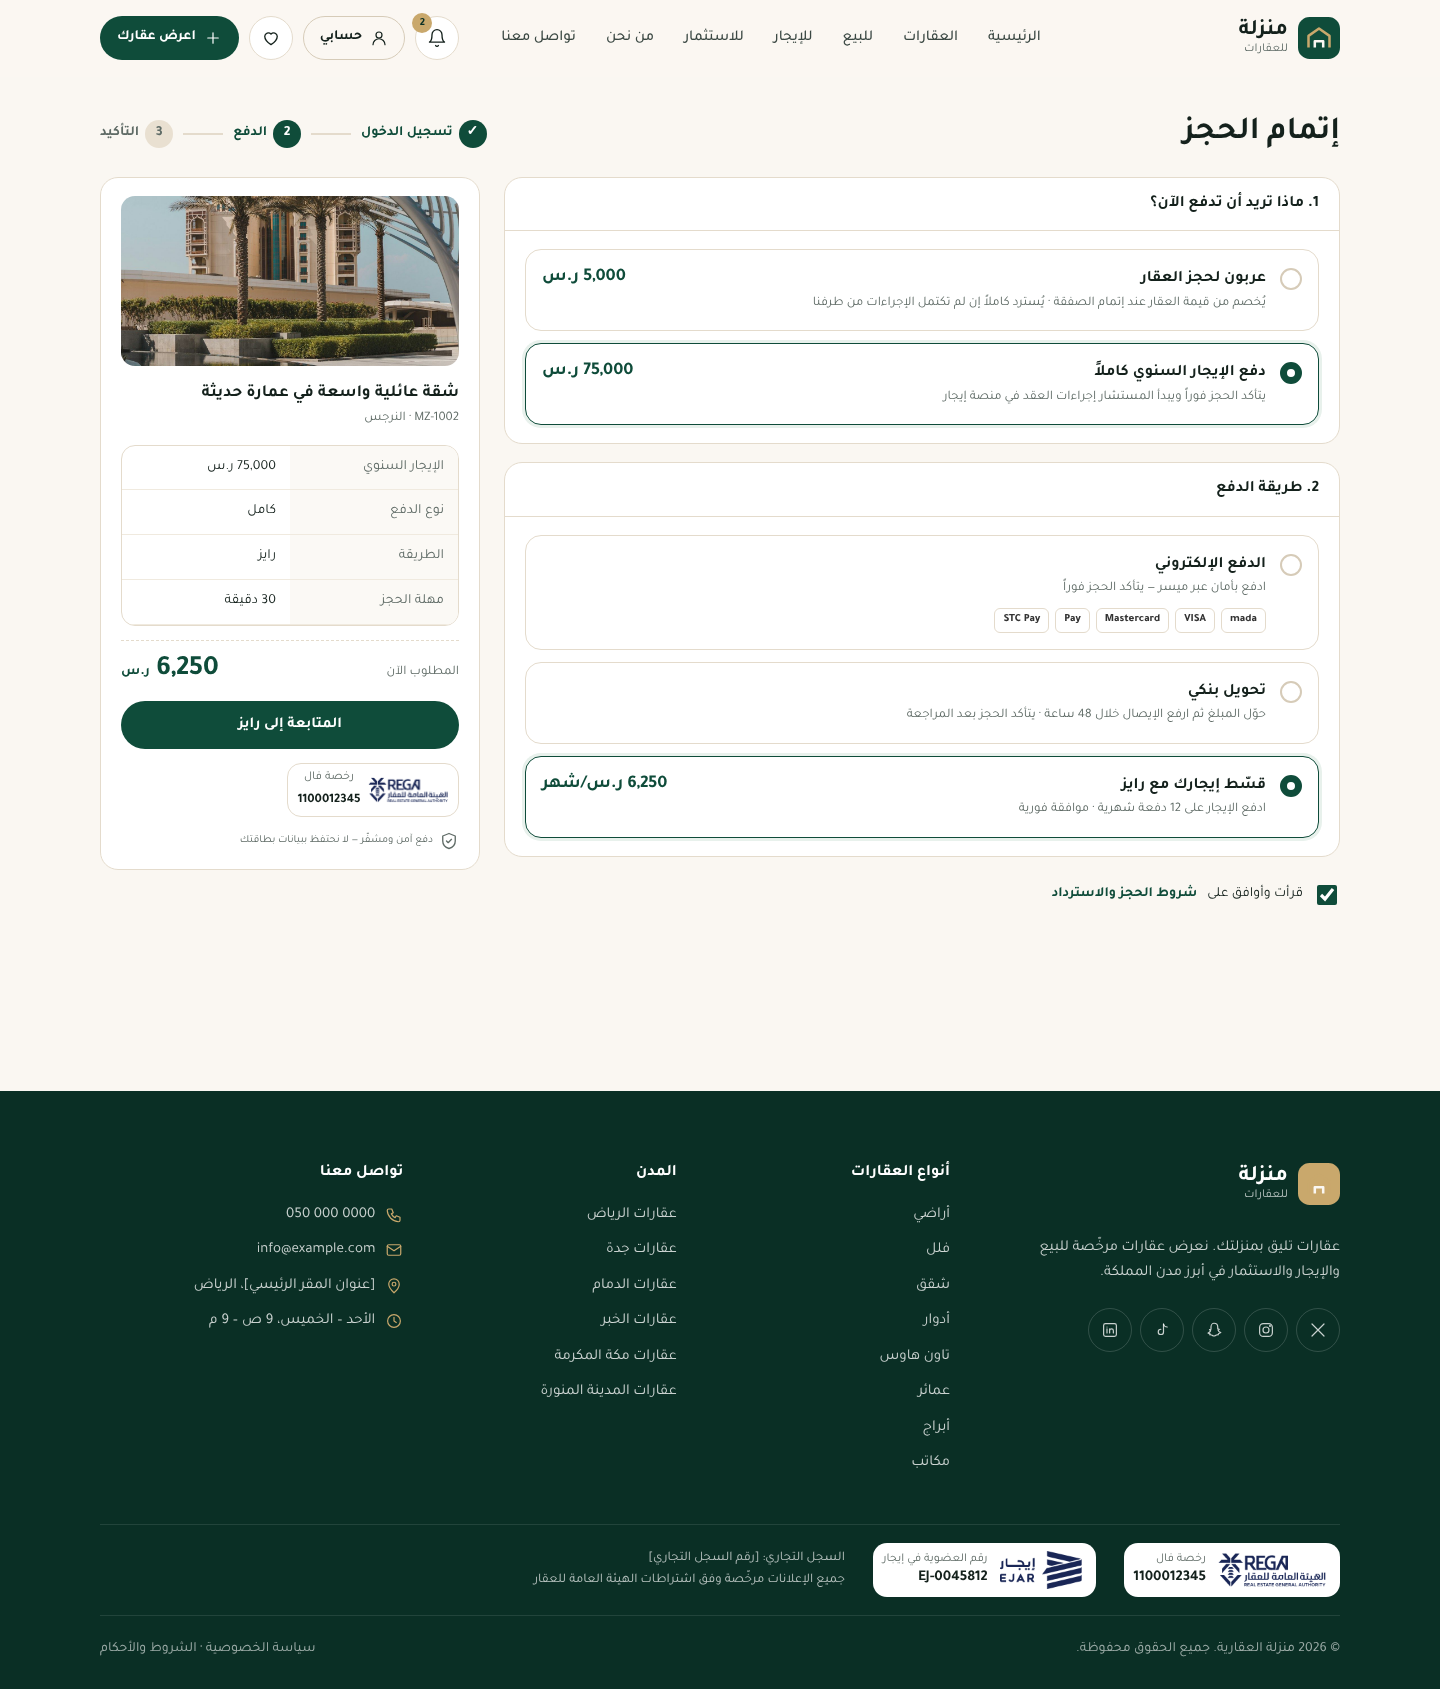 منزلة
للعقارات
الرئيسية
العقارات
للبيع
للإيجار
للاستثمار
من نحن
تواصل معنا
2
حسابي
اعرض عقارك
إتمام الحجز
✓ تسجيل الدخول
2 الدفع
3 التأكيد
1. ماذا تريد أن تدفع الآن؟
عربون لحجز العقار
5,000 ر.س
يُخصم من قيمة العقار عند إتمام الصفقة · يُسترد كاملاً إن لم تكتمل الإجراءات من طرفنا
دفع الإيجار السنوي كاملاً
75,000 ر.س
يتأكد الحجز فوراً ويبدأ المستشار إجراءات العقد في منصة إيجار
2. طريقة الدفع
الدفع الإلكتروني
ادفع بأمان عبر ميسر – يتأكد الحجز فوراً
mada
VISA
Mastercard
Pay
STC Pay
تحويل بنكي
حوّل المبلغ ثم ارفع الإيصال خلال 48 ساعة · يتأكد الحجز بعد المراجعة
قسّط إيجارك مع رايز
6,250 ر.س/شهر
ادفع الإيجار على 12 دفعة شهرية · موافقة فورية
قرأت وأوافق على شروط الحجز والاسترداد
شقة عائلية واسعة في عمارة حديثة
MZ-1002 · النرجس
الإيجار السنوي
75,000 ر.س
نوع الدفع
كامل
الطريقة
رايز
مهلة الحجز
30 دقيقة
المطلوب الآن
6,250 ر.س
المتابعة إلى رايز
REGA
الهيئة العامة للعقار
REAL ESTATE GENERAL AUTHORITY
رخصة فال
1100012345
دفع آمن ومشفّر – لا نحتفظ ببيانات بطاقتك
منزلة
للعقارات
عقارات تليق بمنزلتك. نعرض عقارات مرخّصة للبيع
والإيجار والاستثمار في أبرز مدن المملكة.
أنواع العقارات
أراضي
فلل
شقق
أدوار
تاون هاوس
عمائر
أبراج
مكاتب
المدن
عقارات الرياض
عقارات جدة
عقارات الدمام
عقارات الخبر
عقارات مكة المكرمة
عقارات المدينة المنورة
تواصل معنا
050 000 0000
info@example.com
[عنوان المقر الرئيسي]، الرياض
الأحد - الخميس، 9 ص - 9 م
REGA
الهيئة العامة للعقار
REAL ESTATE GENERAL AUTHORITY
رخصة فال
1100012345
إيجار
EJAR
رقم العضوية في إيجار
EJ-0045812
السجل التجاري: [رقم السجل التجاري]
جميع الإعلانات مرخّصة وفق اشتراطات الهيئة العامة للعقار
© 2026 منزلة العقارية. جميع الحقوق محفوظة.
سياسة الخصوصية · الشروط والأحكام